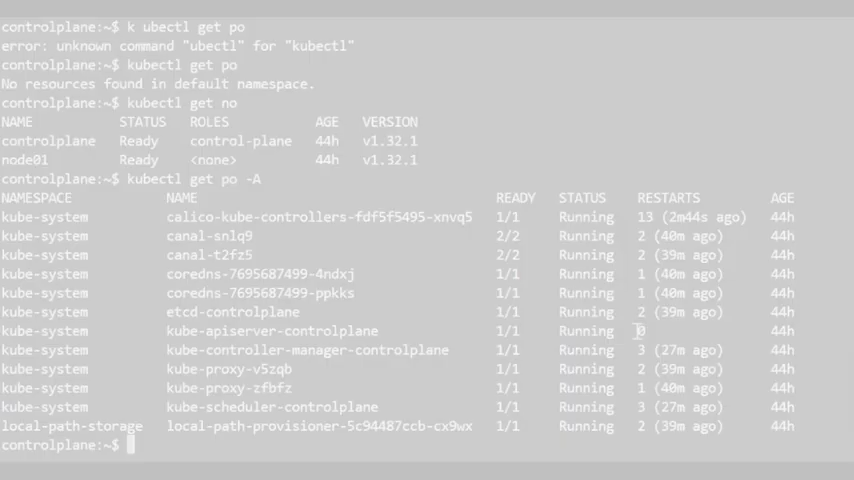 controlplane:~$ k ubectl get po
error: unknown command "ubectl" for "kubectl"
controlplane:~$ kubectl get po
No resources found in default namespace.
controlplane:~$ kubectl get no
NAME STATUS ROLES AGE VERSION
controlplane Ready control-plane 44h v1.32.1
node01 Ready <none> 44h v1.32.1
controlplane:~$ kubectl get po -A
NAMESPACE NAME READY STATUS RESTARTS AGE
kube-system calico-kube-controllers-fdf5f5495-xnvq5 1/1 Running 13 (2m44s ago) 44h
kube-system canal-snlq9 2/2 Running 2 (40m ago) 44h
kube-system canal-t2fz5 2/2 Running 2 (39m ago) 44h
kube-system coredns-7695687499-4ndxj 1/1 Running 1 (40m ago) 44h
kube-system coredns-7695687499-ppkks 1/1 Running 1 (40m ago) 44h
kube-system etcd-controlplane 1/1 Running 2 (39m ago) 44h
kube-system kube-apiserver-controlplane 1/1 Running 0 44h
kube-system kube-controller-manager-controlplane 1/1 Running 3 (27m ago) 44h
kube-system kube-proxy-v5zqb 1/1 Running 2 (39m ago) 44h
kube-system kube-proxy-zfbfz 1/1 Running 1 (40m ago) 44h
kube-system kube-scheduler-controlplane 1/1 Running 3 (27m ago) 44h
local-path-storage local-path-provisioner-5c94487ccb-cx9wx 1/1 Running 2 (39m ago) 44h
controlplane:~$